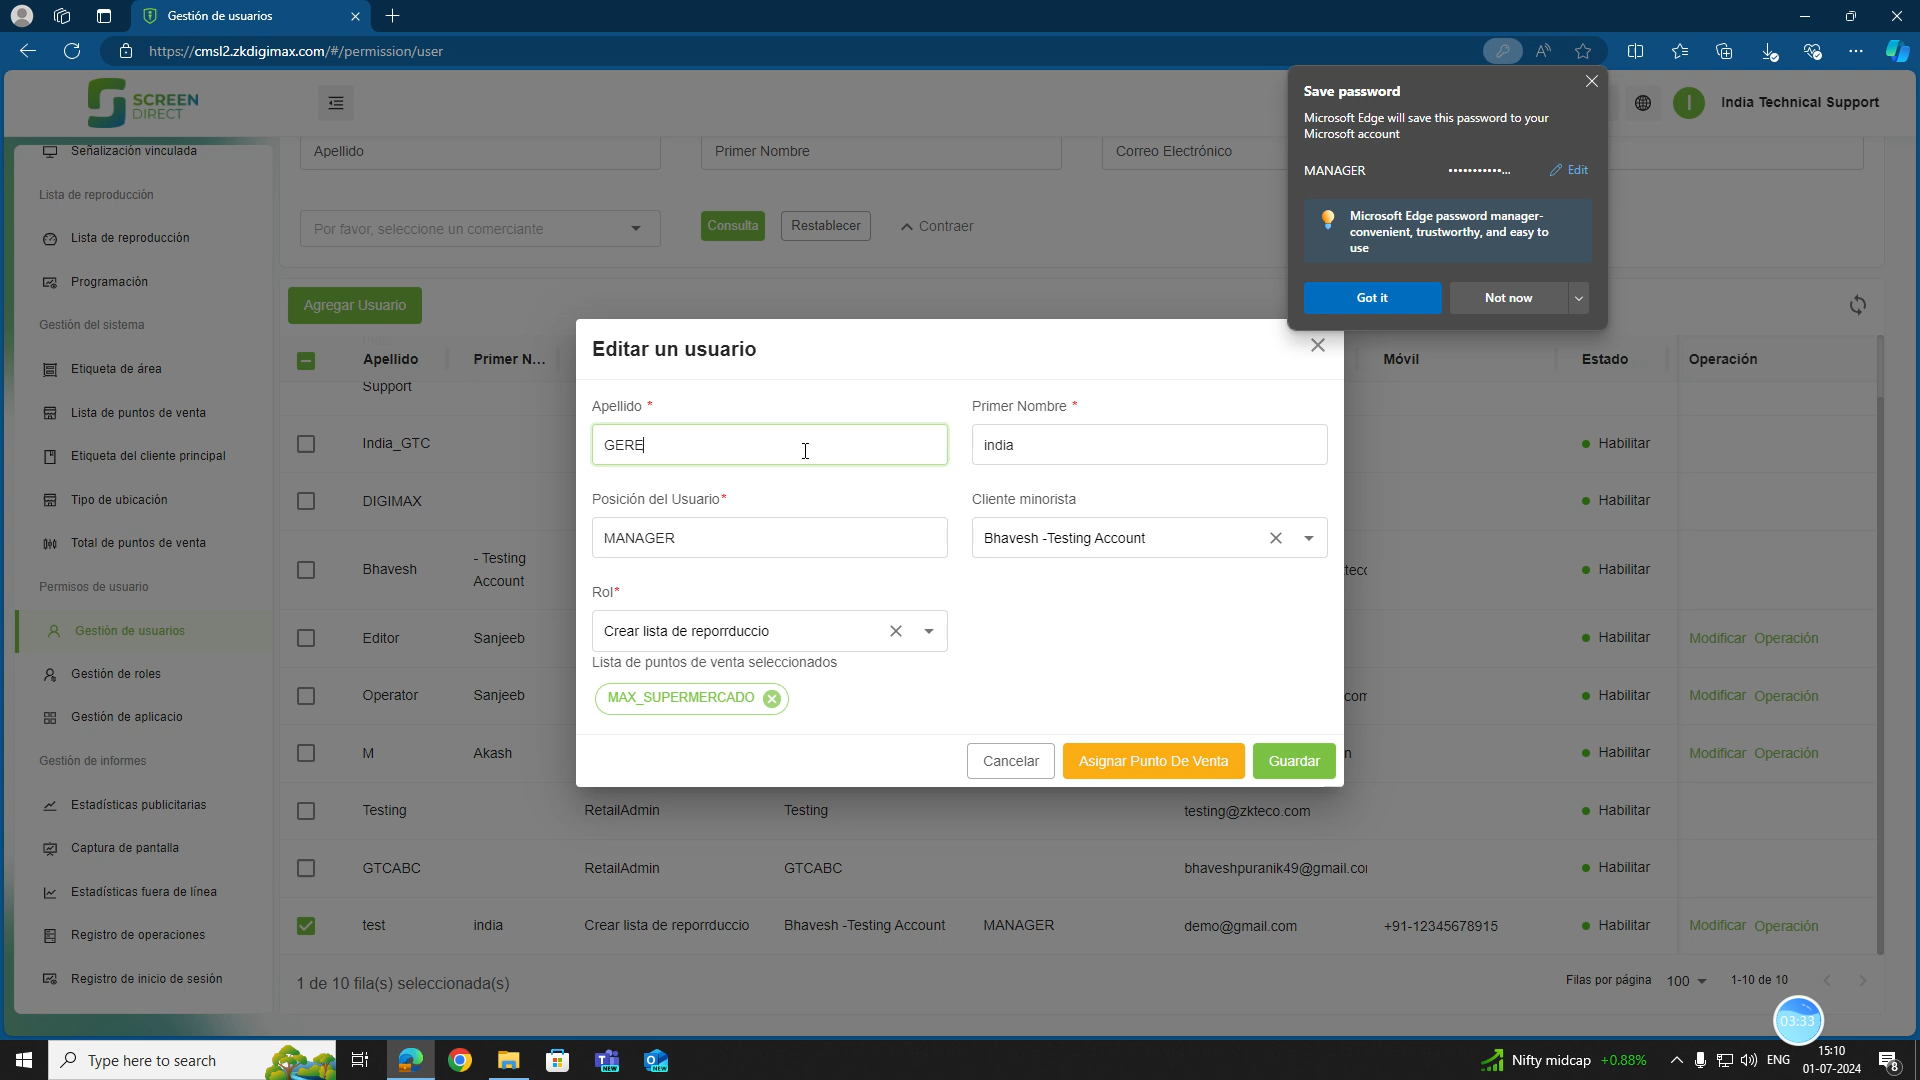 Gestión de usuarios
https://cmsl2.zkdigimax.com/#/permission/user
SCREEN
DIRECT
India Technical Support
Save password
Microsoft Edge will save this password to your
Microsoft account
MANAGER
Edit
Microsoft Edge password manager-
convenient, trustworthy, and easy to
use
Got it
Not now
Señalización vinculada
Lista de reproducción
Lista de reproducción
Programación
Gestión del sistema
Etiqueta de área
Lista de puntos de venta
Etiqueta del cliente principal
Tipo de ubicación
Total de puntos de venta
Permisos de usuario
Gestión de usuarios
Gestión de roles
Gestión de aplicacio
Gestión de informes
Estadísticas publicitarias
Captura de pantalla
Estadísticas fuera de línea
Registro de operaciones
Registro de inicio de sesión
Apellido
Primer Nombre
Correo Electrónico
Por favor, seleccione un comerciante
Consulta
Restablecer
Contraer
Agregar Usuario
Apellido
Primer N...
Móvil
Estado
Operación
Support
India_GTC
Habilitar
DIGIMAX
Habilitar
Bhavesh
- Testing
Account
tecc
Habilitar
Editor
Sanjeeb
Habilitar
Modificar Operación
Operator
Sanjeeb
com
Habilitar
Modificar Operación
M
Akash
n
Habilitar
Modificar Operación
Testing
RetailAdmin
Testing
testing@zkteco.com
Habilitar
GTCABC
RetailAdmin
GTCABC
bhaveshpuranik49@gmail.co
Habilitar
test
india
Crear lista de reporrduccio
Bhavesh -Testing Account
MANAGER
demo@gmail.com
+91-12345678915
Habilitar
Modificar Operación
1 de 10 fila(s) seleccionada(s)
Filas por página
100
1-10 de 10
Editar un usuario
Apellido *
Primer Nombre *
GERE
india
Posición del Usuario*
Cliente minorista
MANAGER
Bhavesh -Testing Account
Rol*
Crear lista de reporrduccio
Lista de puntos de venta seleccionados
MAX_SUPERMERCADO
Cancelar
Asignar Punto De Venta
Guardar
03:33
Type here to search
Nifty midcap +0.88%
ENG
15:10
01-07-2024
8